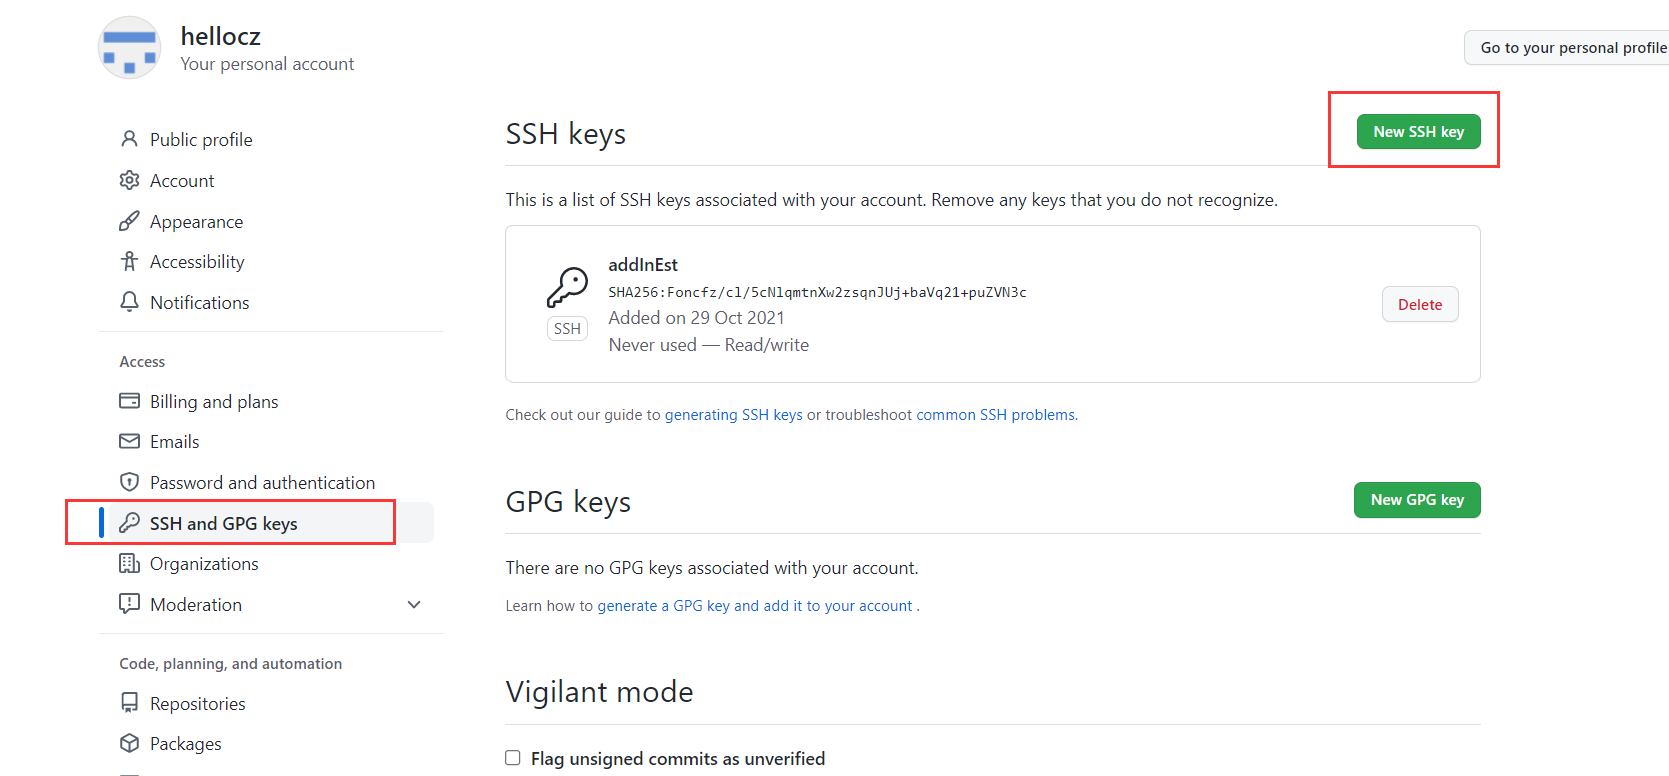 hellocz
Your personal account
Go to your personal profile
Public profile
Account
Appearance
Accessibility
Notifications
Access
Billing and plans
Emails
Password and authentication
SSH and GPG keys
Organizations
Moderation
Code, planning, and automation
Repositories
Packages
SSH keys
New SSH key
This is a list of SSH keys associated with your account. Remove any keys that you do not recognize.
addInEst
SHA256:Foncfz/cl/5cNlqmtnXw2zsqnJUj+baVq21+puZVN3c
SSH
Added on 29 Oct 2021
Never used — Read/write
Delete
Check out our guide to generating SSH keys or troubleshoot common SSH problems.
GPG keys
New GPG key
There are no GPG keys associated with your account.
Learn how to generate a GPG key and add it to your account .
Vigilant mode
Flag unsigned commits as unverified